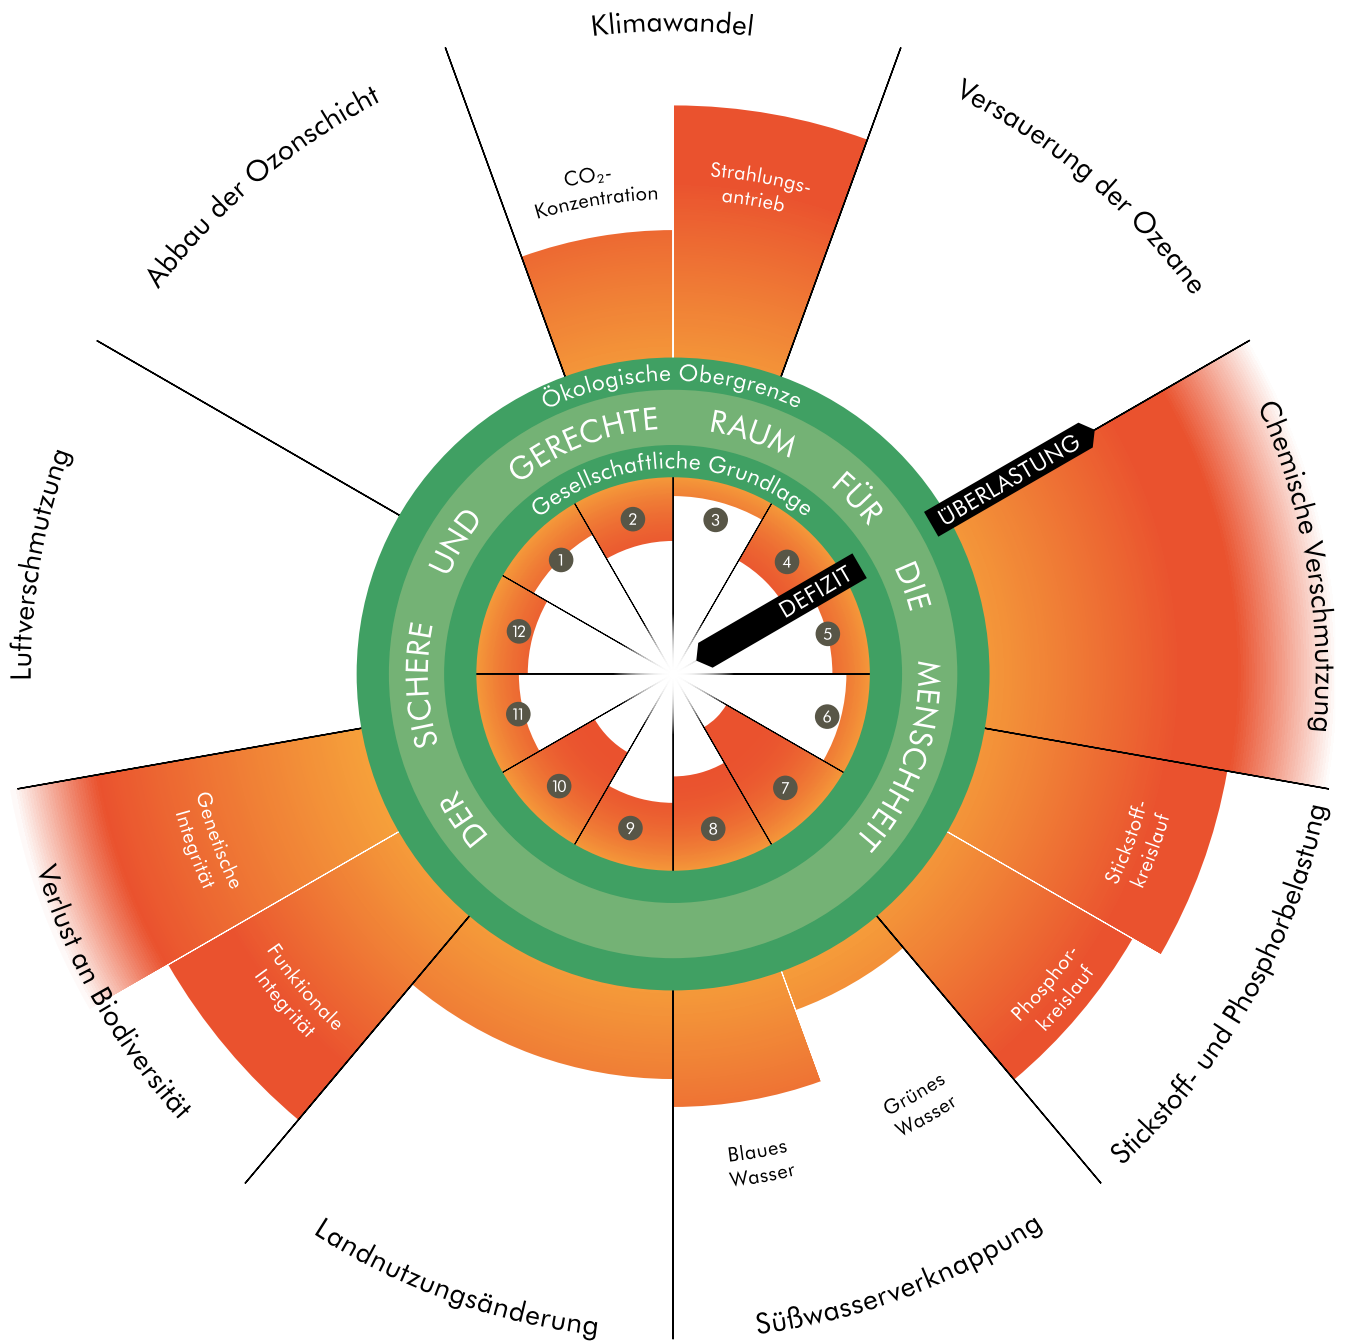 Klimawandel
Versauerung der Ozeane
Chemische Verschmutzung
Stickstoff- und Phosphorbelastung
Süßwasserverknappung
Landnutzungsänderung
Verlust an Biodiversität
Luftverschmutzung
Abbau der Ozonschicht
CO₂-
Konzentration
Strahlungs-
antrieb
Stickstoff-
kreislauf
Phosphor-
kreislauf
Grünes
Wasser
Blaues
Wasser
Funktionale
Integrität
Genetische
Integrität
Ökologische Obergrenze
DER SICHERE UND GERECHTE RAUM FÜR DIE MENSCHHEIT
Gesellschaftliche Grundlage
ÜBERLASTUNG
DEFIZIT
1
2
3
4
5
6
7
8
9
10
11
12